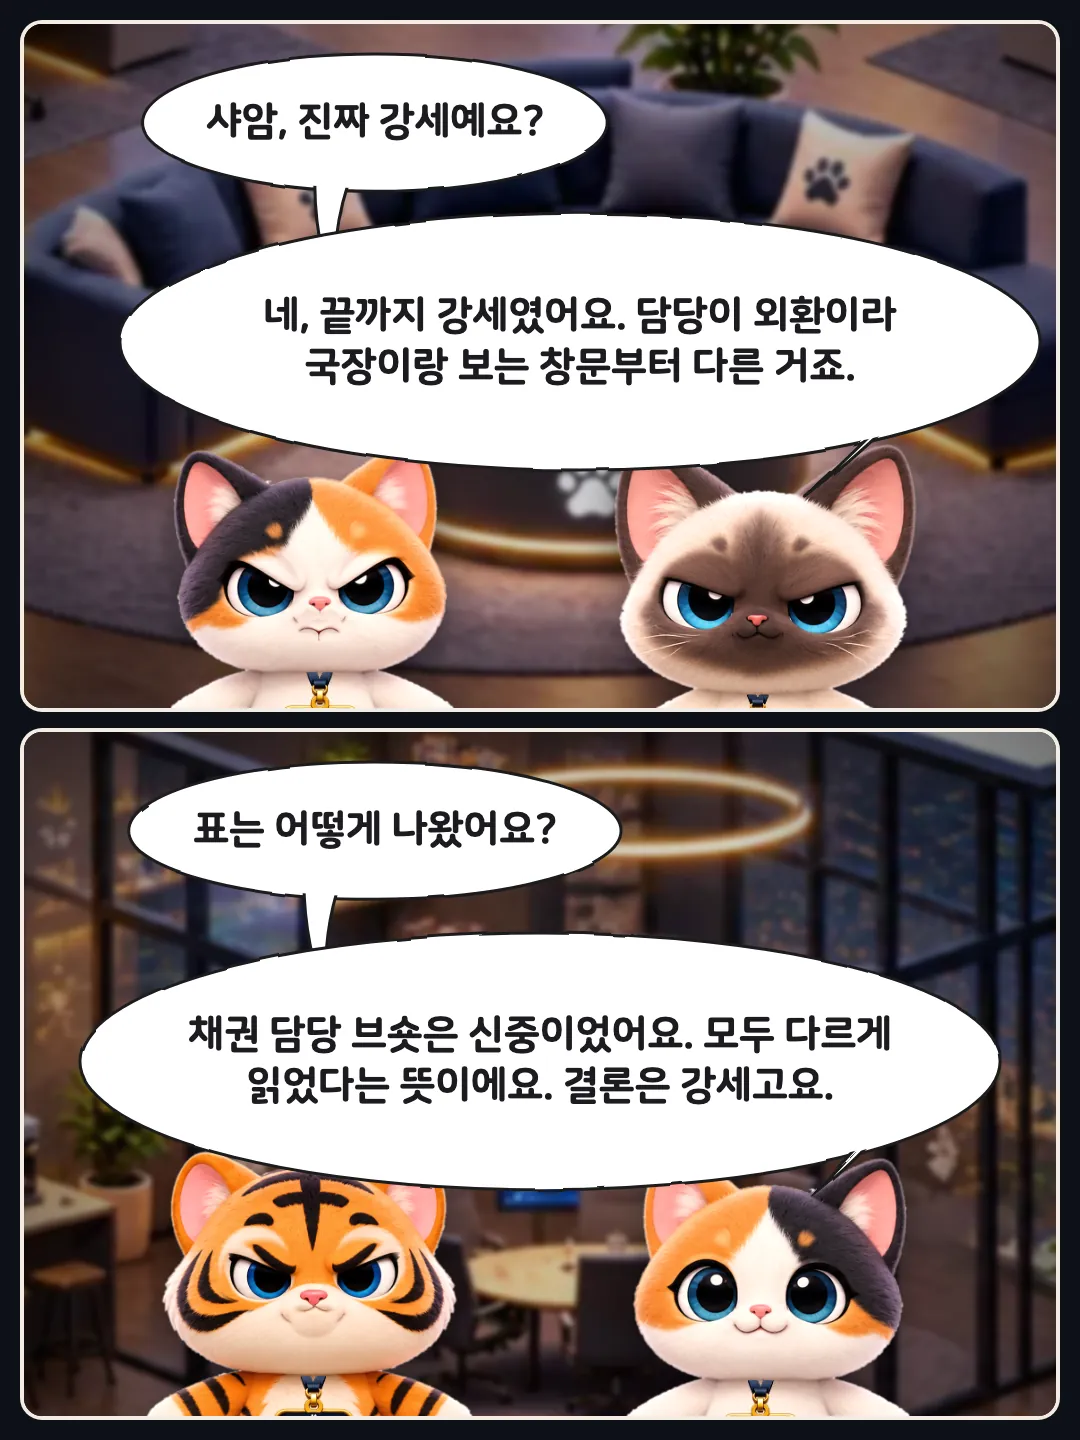 샤암, 진짜 강세예요?
네, 끝까지 강세였어요. 담당이 외환이라
국장이랑 보는 창문부터 다른 거죠.
표는 어떻게 나왔어요?
채권 담당 브숏은 신중이었어요. 모두 다르게
읽었다는 뜻이에요. 결론은 강세고요.